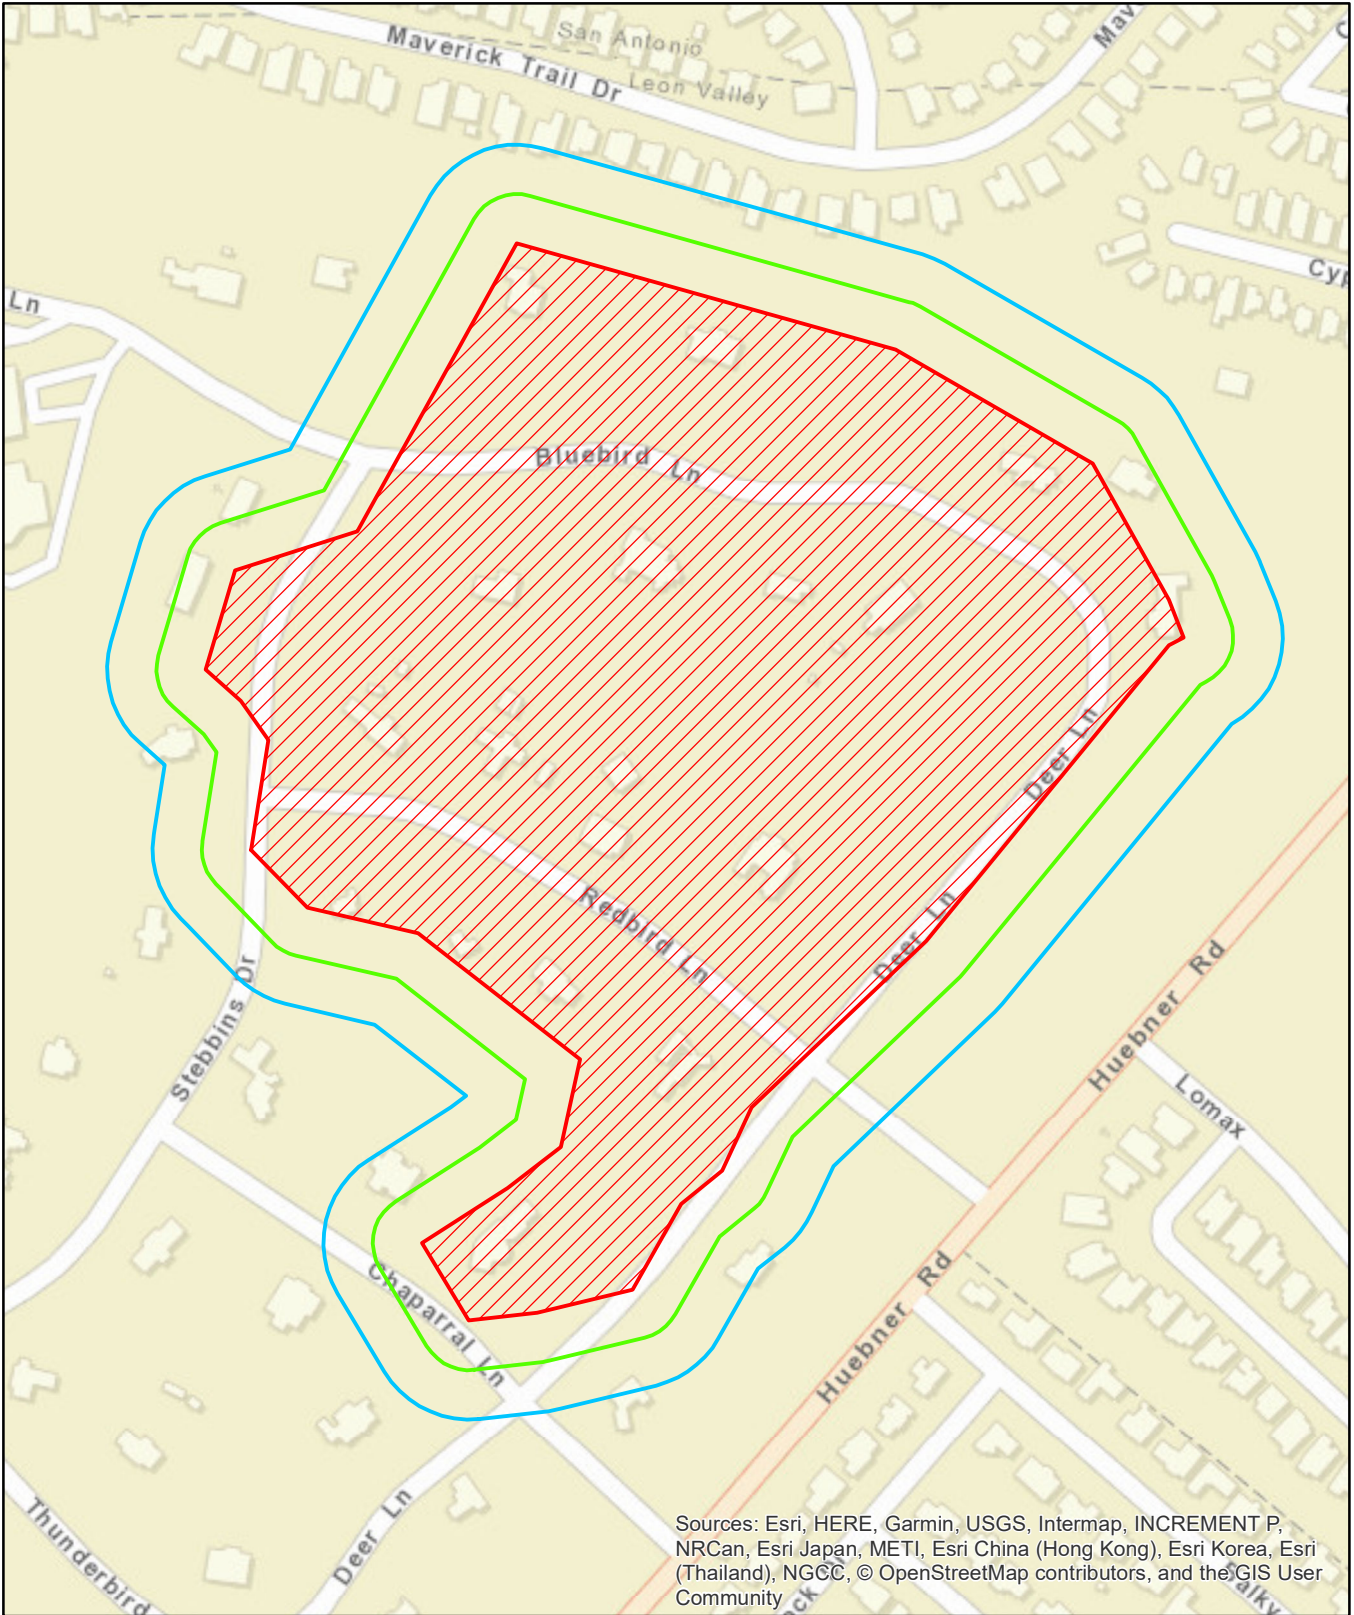 San Antonio
Maverick Trail Dr
Leon Valley
Ln
Bluebird Ln
Deer Ln
Redbird Ln
Deer Ln
Stebbins Dr
Huebner Rd
Lomax
Chaparral Ln
Huebner Rd
Deer Ln
Thunderbird
Sources: Esri, HERE, Garmin, USGS, Intermap, INCREMENT P,
NRCan, Esri Japan, METI, Esri China (Hong Kong), Esri Korea, Esri
(Thailand), NGCC, © OpenStreetMap contributors, and the GIS User
Community